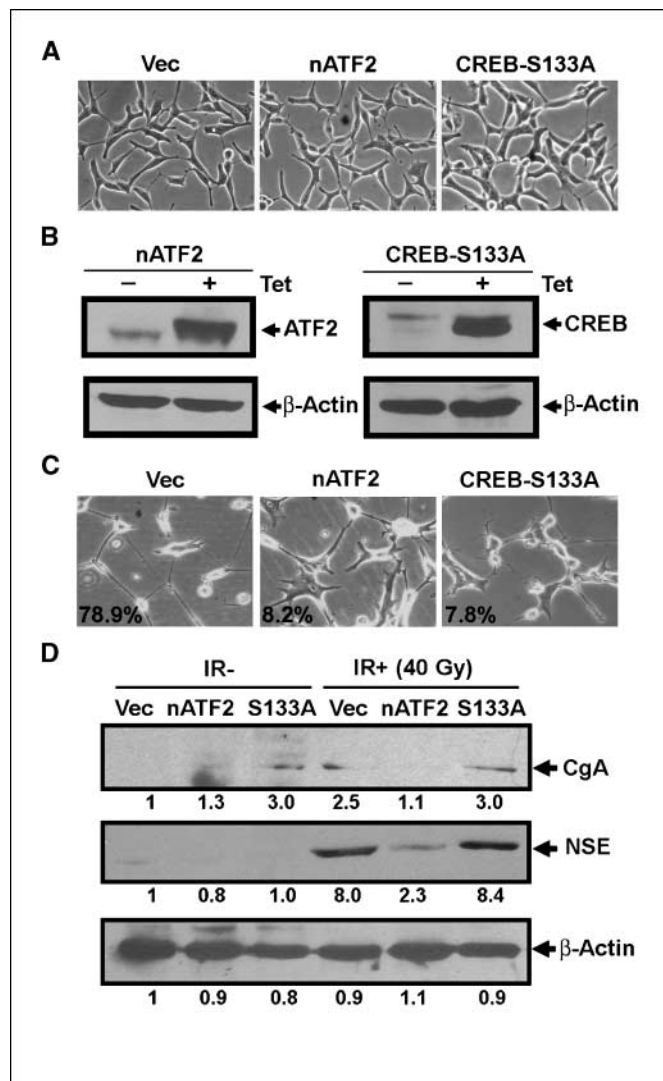 A
Vec nATF2 CREB-S133A
B
nATF2 CREB-S133A
– + Tet – + Tet
ATF2 CREB
β-Actin β-Actin
C
Vec nATF2 CREB-S133A
78.9% 8.2% 7.8%
D
IR- IR+ (40 Gy)
Vec nATF2 S133A Vec nATF2 S133A
CgA
1 1.3 3.0 2.5 1.1 3.0
NSE
1 0.8 1.0 8.0 2.3 8.4
β-Actin
1 0.9 0.8 0.9 1.1 0.9